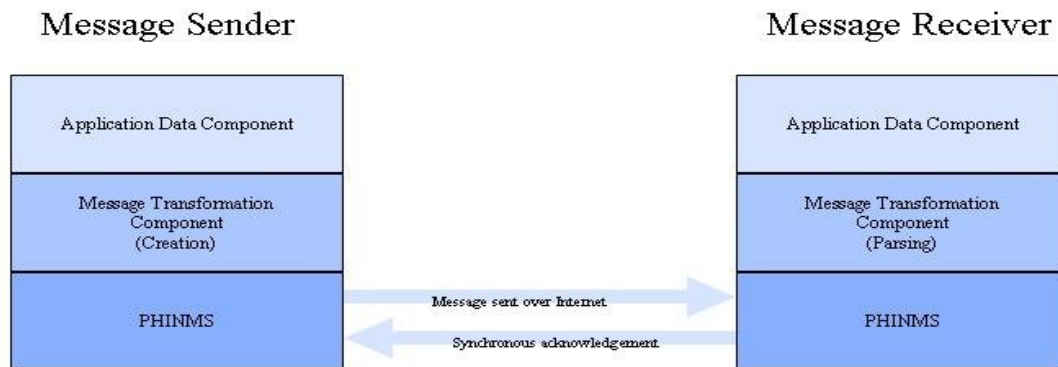 Message Sender
Message Receiver
Application Data Component
Application Data Component
Message Transformation
Component
(Creation)
Message Transformation
Component
(Parsing)
Message sent over Internet
PHINMS
PHINMS
Synchronous acknowledgement